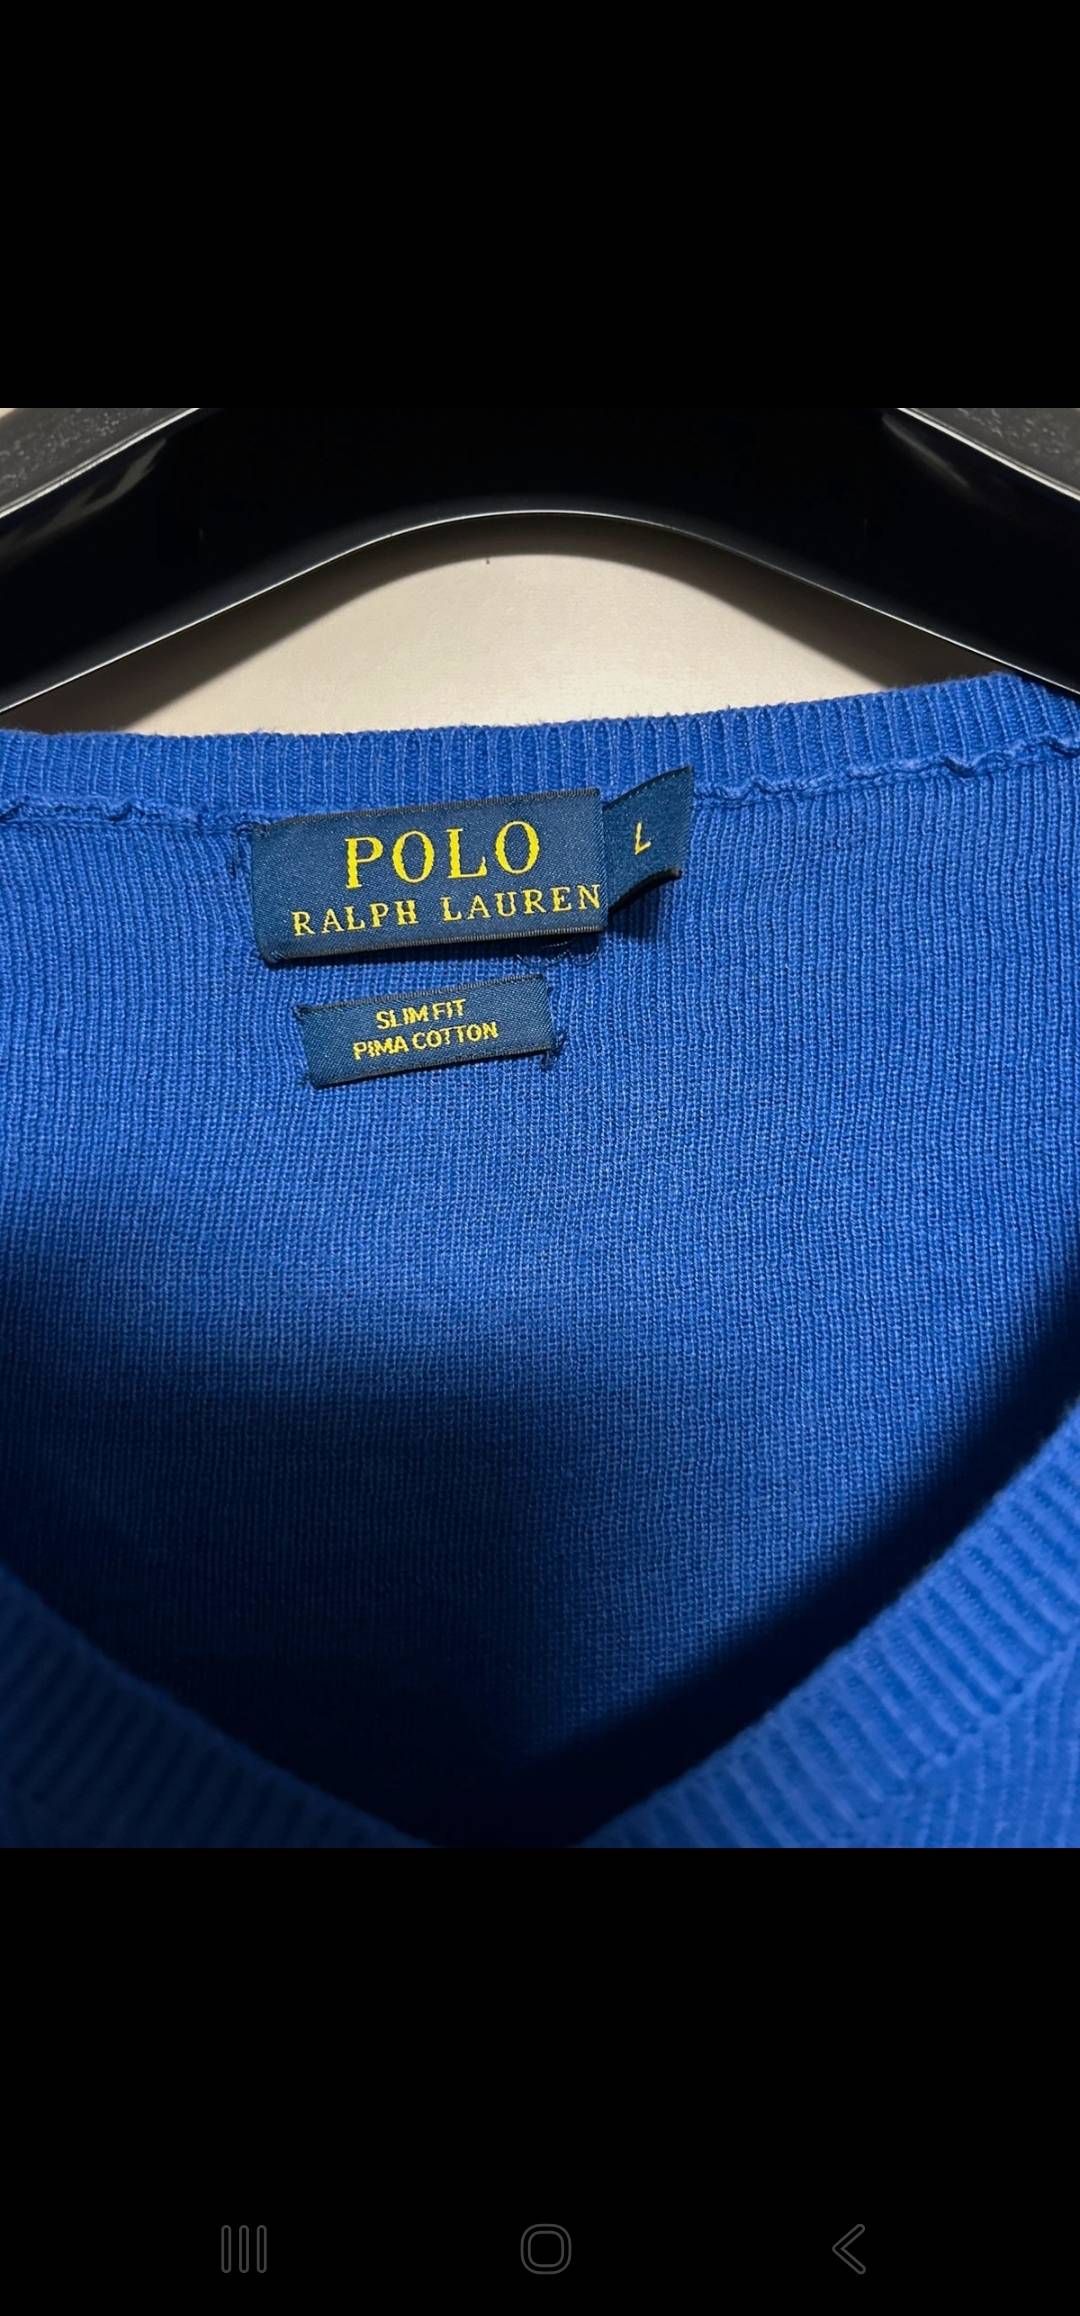 POLO
RALPH LAUREN
L
SLIM FIT
PIMA COTTON